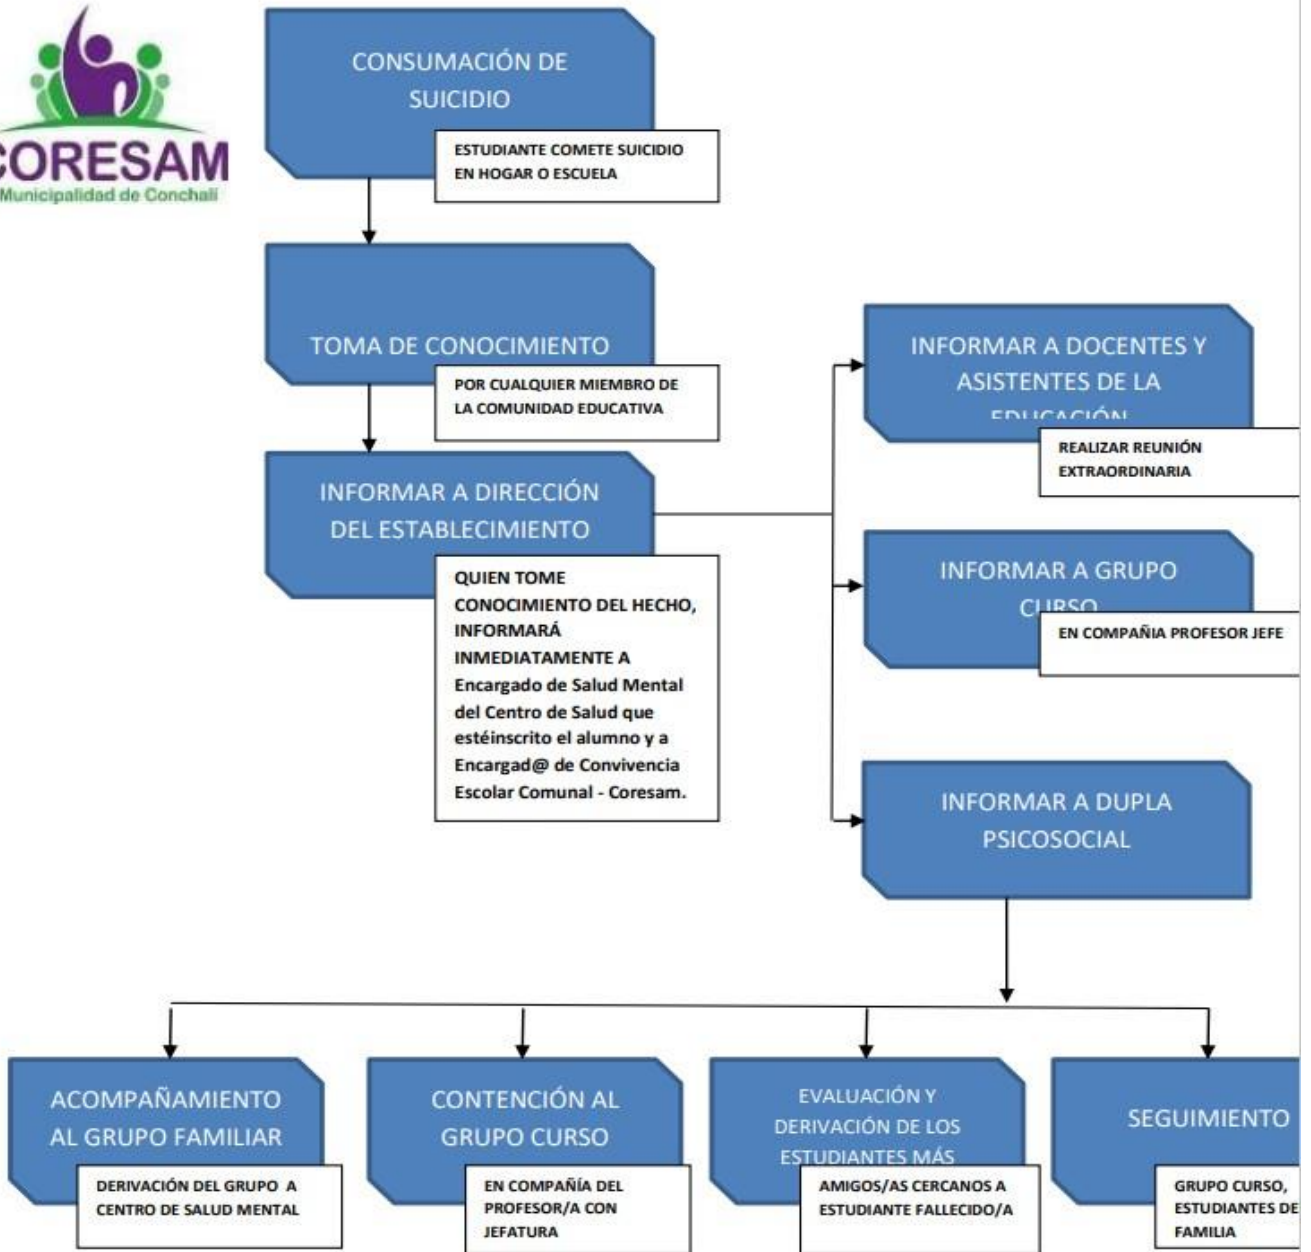 CORESAM
Municipalidad de Conchalí
CONSUMACIÓN DE
SUICIDIO
ESTUDIANTE COMETE SUICIDIO
EN HOGAR O ESCUELA
TOMA DE CONOCIMIENTO
POR CUALQUIER MIEMBRO DE
LA COMUNIDAD EDUCATIVA
INFORMAR A DIRECCIÓN
DEL ESTABLECIMIENTO
QUIEN TOME
CONOCIMIENTO DEL HECHO,
INFORMARÁ
INMEDIATAMENTE A
Encargado de Salud Mental
del Centro de Salud que
estéinscrito el alumno y a
Encargad@ de Convivencia
Escolar Comunal - Coresam.
INFORMAR A DOCENTES Y
ASISTENTES DE LA
EDUCACIÓN
REALIZAR REUNIÓN
EXTRAORDINARIA
INFORMAR A GRUPO
CURSO
EN COMPAÑIA PROFESOR JEFE
INFORMAR A DUPLA
PSICOSOCIAL
ACOMPAÑAMIENTO
AL GRUPO FAMILIAR
DERIVACIÓN DEL GRUPO A
CENTRO DE SALUD MENTAL
CONTENCIÓN AL
GRUPO CURSO
EN COMPAÑÍA DEL
PROFESOR/A CON
JEFATURA
EVALUACIÓN Y
DERIVACIÓN DE LOS
ESTUDIANTES MÁS
AMIGOS/AS CERCANOS A
ESTUDIANTE FALLECIDO/A
SEGUIMIENTO
GRUPO CURSO,
ESTUDIANTES DE
FAMILIA